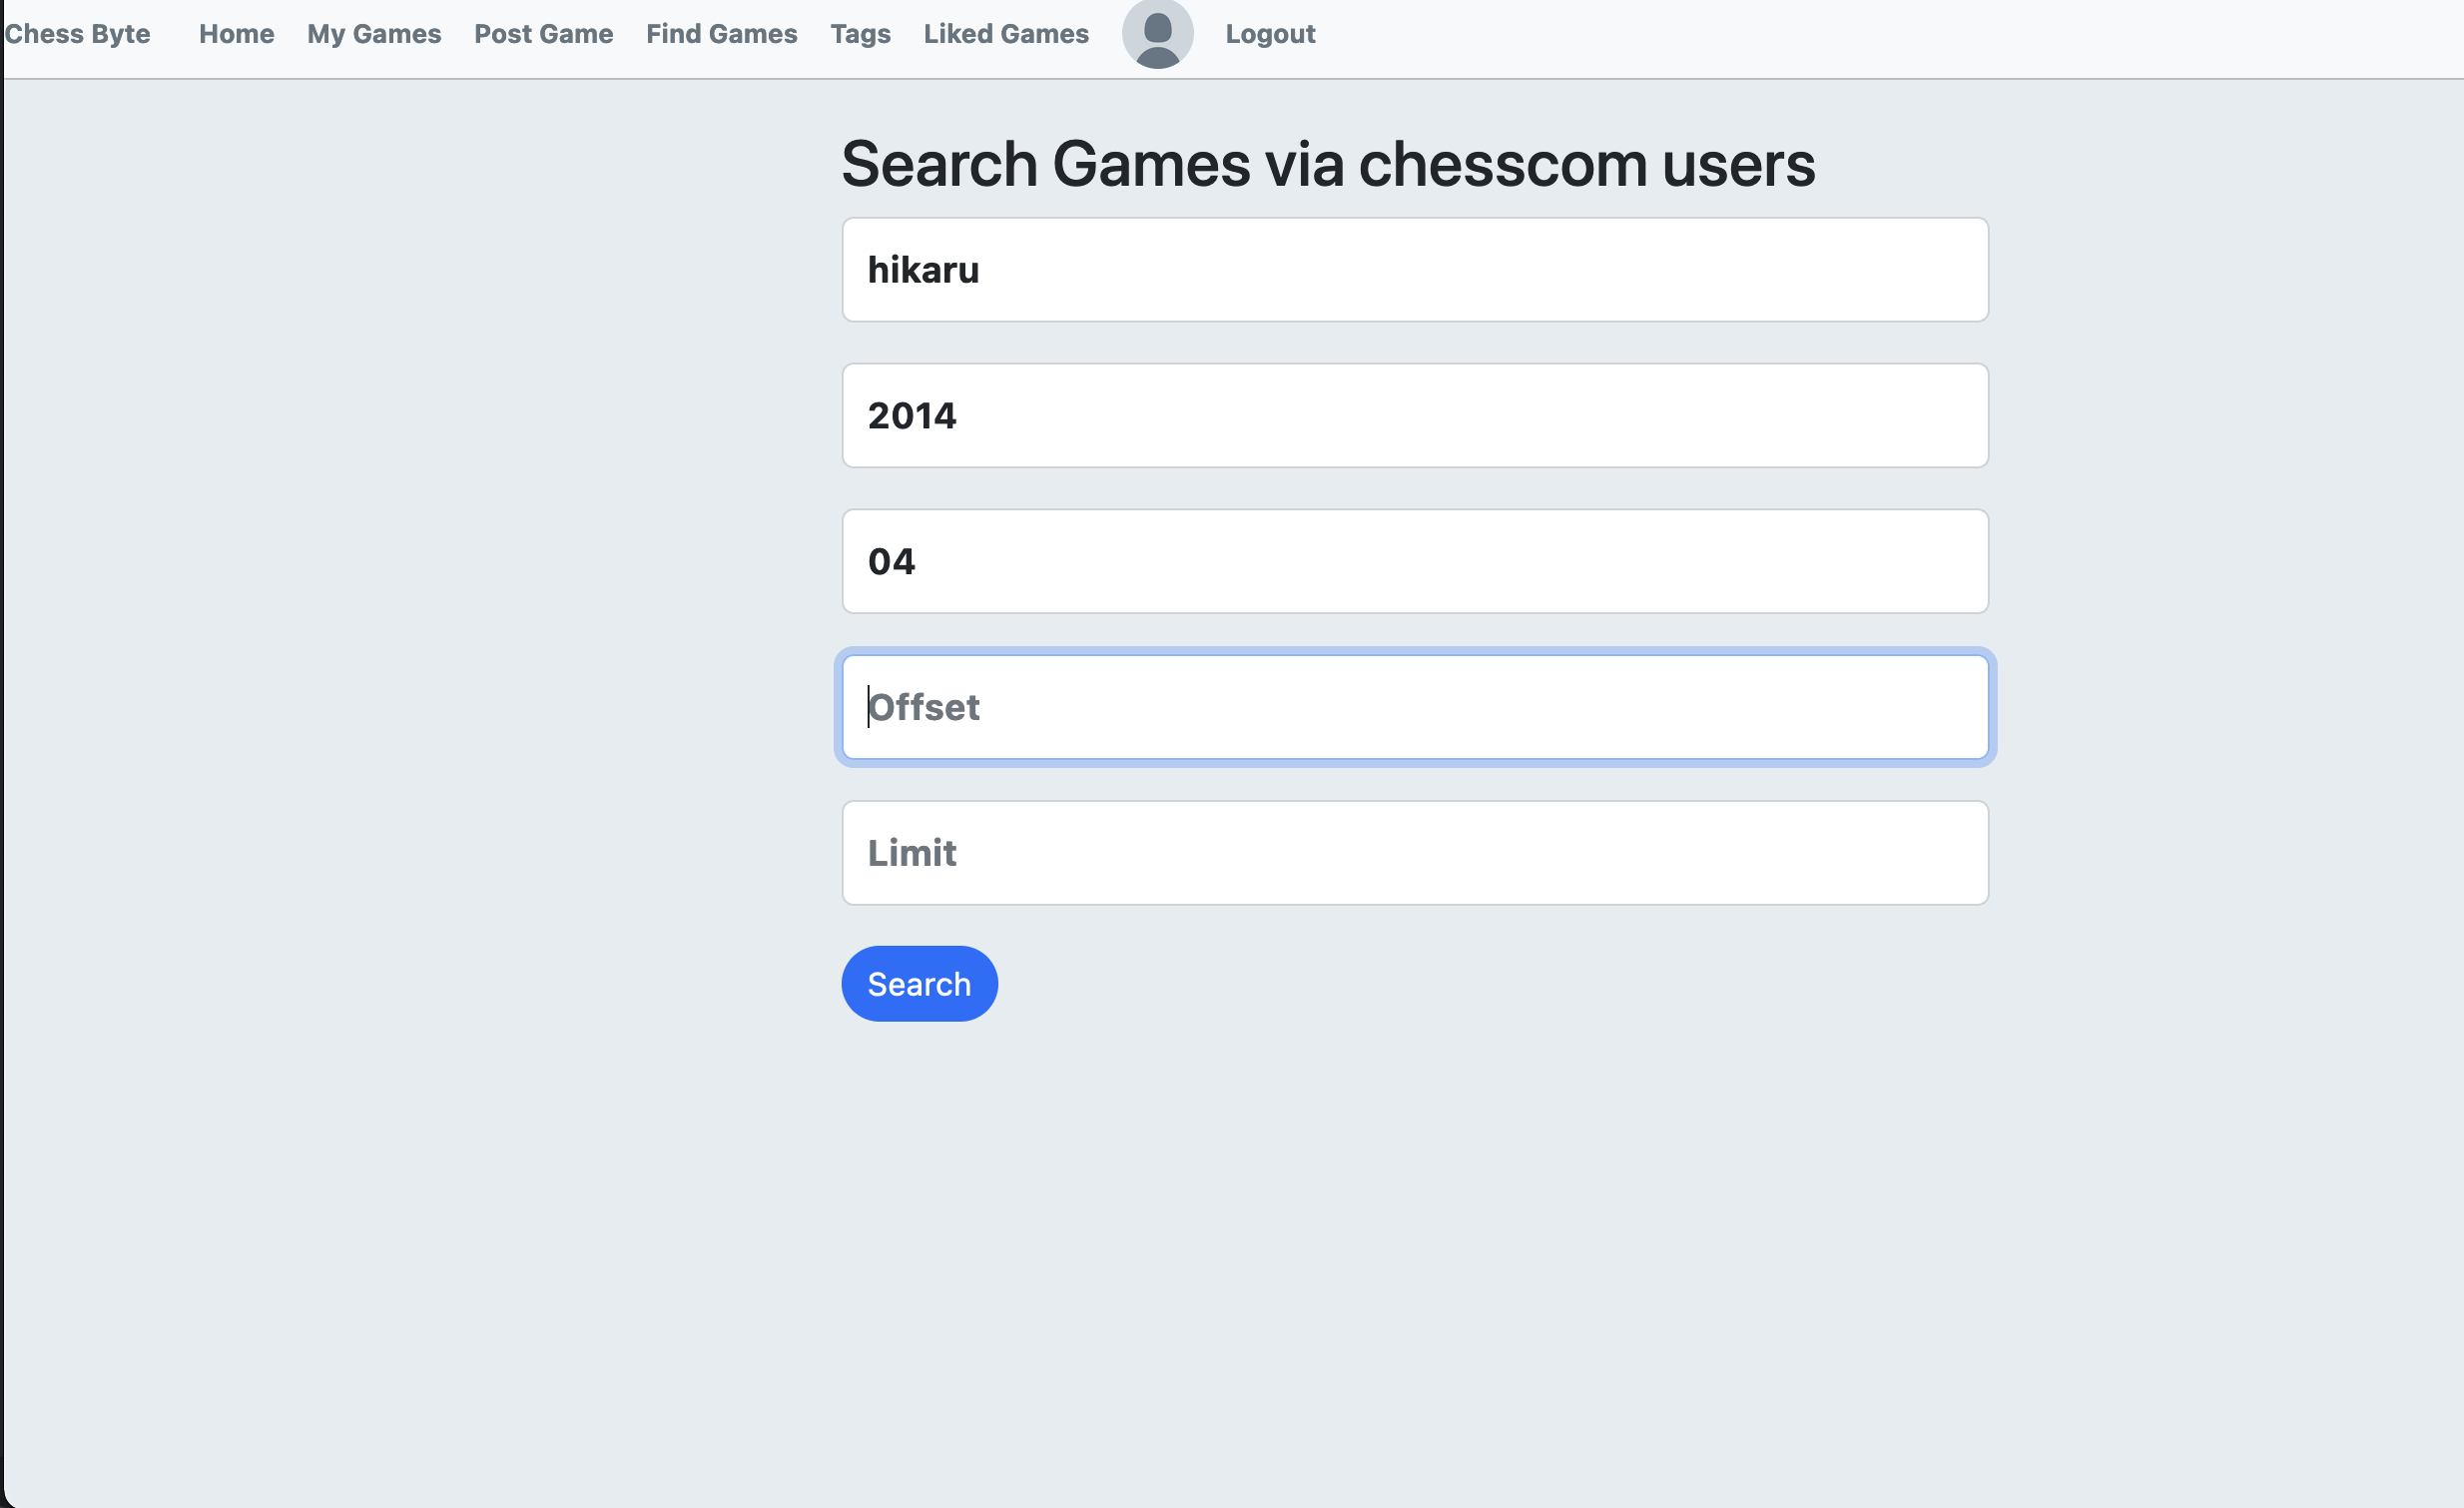 Chess Byte Home My Games Post Game Find Games Tags Liked Games Logout
Search Games via chesscom users
hikaru
2014
04
Offset
Limit
Search